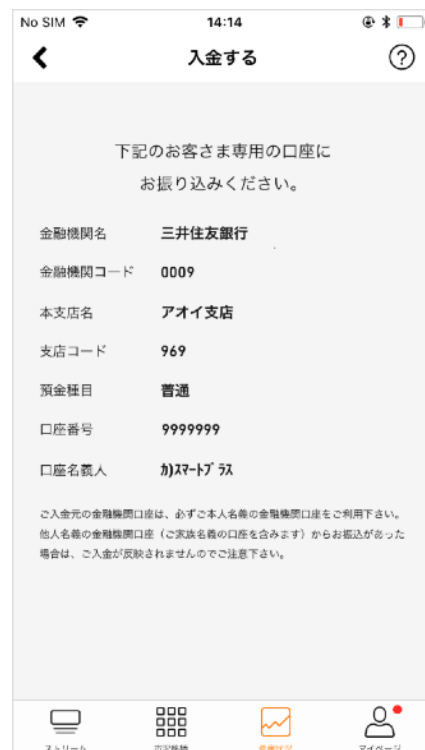 No SIM 14:14
入金する
下記のお客さま専用の口座に
お振り込みください。
金融機関名 三井住友銀行
金融機関コード 0009
本支店名 アオイ支店
支店コード 969
預金種目 普通
口座番号 9999999
口座名義人 カ)スマートプラス
ご入金元の金融機関口座は、必ずご本人名義の金融機関口座をご利用下さい。
他人名義の金融機関口座（ご家族名義の口座を含みます）からお振込があった
場合は、ご入金が反映されませんのでご注意下さい。
ストリーム マイページ